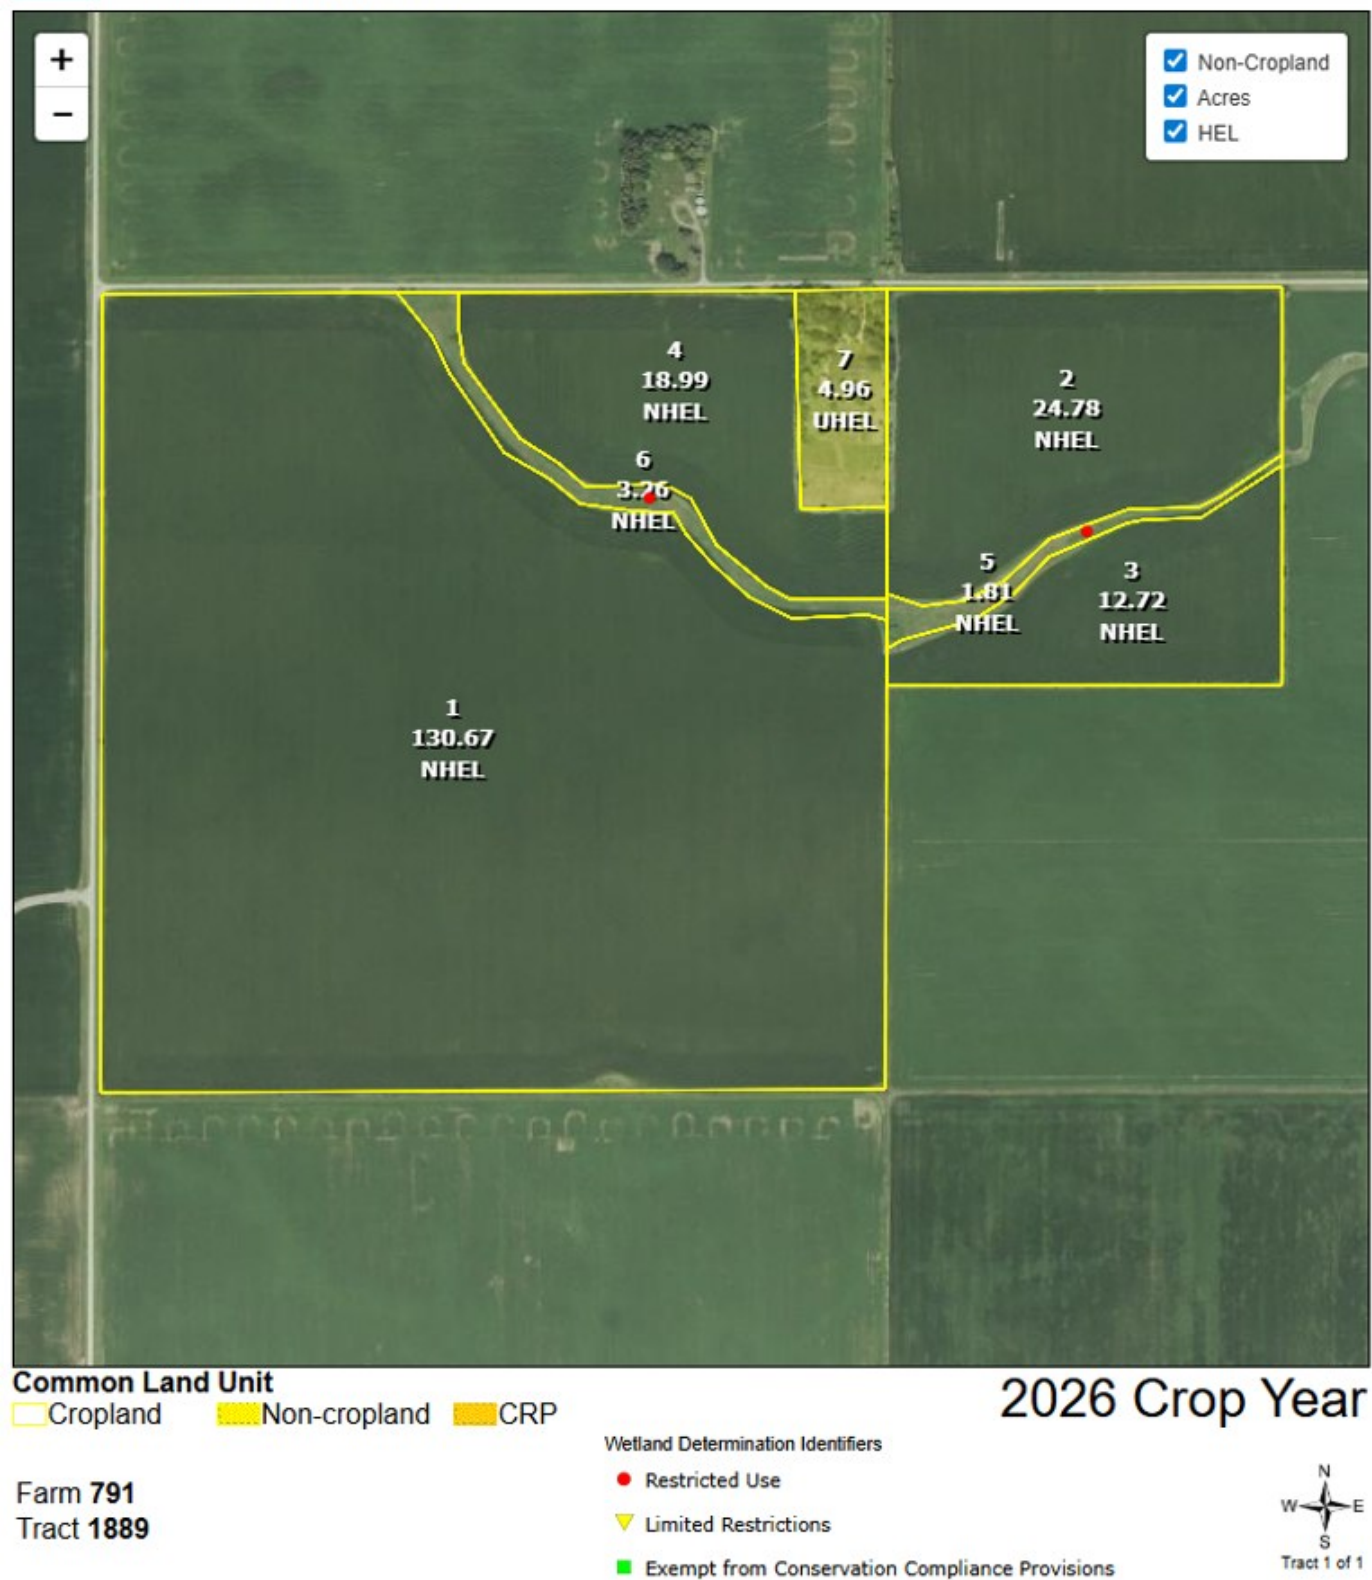 +
−
Non-Cropland
Acres
HEL
4
18.99
NHEL
7
4.96
UHEL
2
24.78
NHEL
6
3.26
NHEL
5
1.81
NHEL
3
12.72
NHEL
1
130.67
NHEL
Common Land Unit
Cropland Non-cropland CRP
2026 Crop Year
Farm 791
Tract 1889
Wetland Determination Identifiers
Restricted Use
Limited Restrictions
Exempt from Conservation Compliance Provisions
N
W E
S
Tract 1 of 1